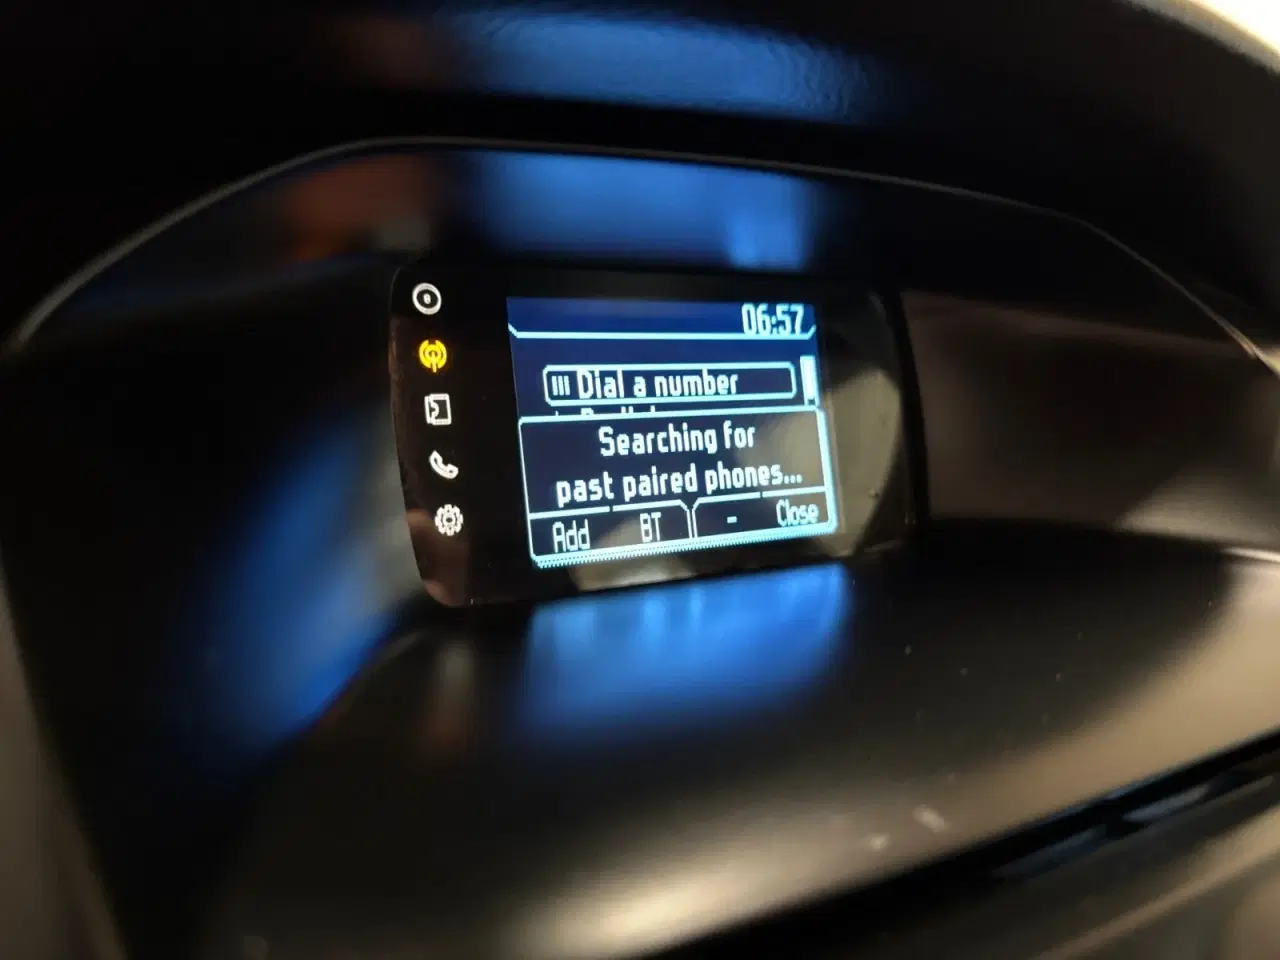 06:57
Dial a number
Searching for
past paired phones...
Add BT - Close